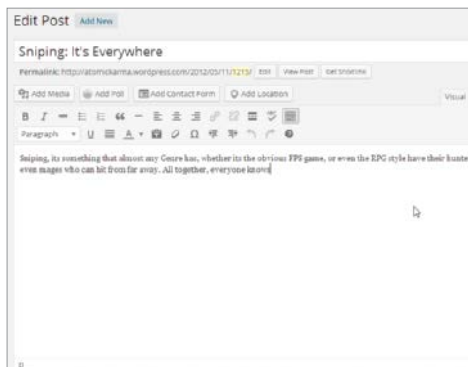 Edit Post Add New
Sniping: It's Everywhere
Permalink: http://atomickarma.wordpress.com/2012/05/11/1215/ Edit View Post Get Shortlink
Add Media Add Poll Add Contact Form Add Location
Visual
B I
Paragraph U A Ω
Sniping, its something that almost any Genre has, whether its the obvious FPS game, or even the RPG style have their hunte
even mages who can hit from far away. All together, everyone knows
p